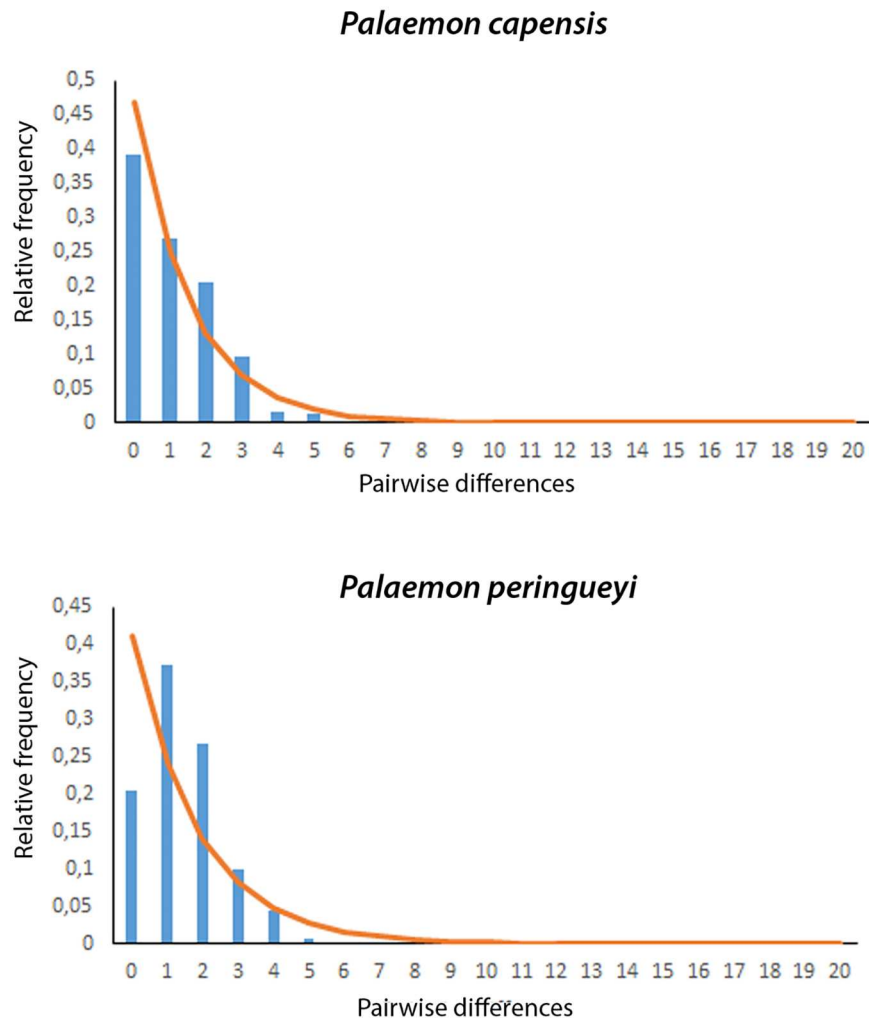 Palaemon capensis
Relative frequency
0,5
0,45
0,4
0,35
0,3
0,25
0,2
0,15
0,1
0,05
0
0 1 2 3 4 5 6 7 8 9 10 11 12 13 14 15 16 17 18 19 20
Pairwise differences
Palaemon peringueyi
Relative frequency
0,45
0,4
0,35
0,3
0,25
0,2
0,15
0,1
0,05
0
0 1 2 3 4 5 6 7 8 9 10 11 12 13 14 15 16 17 18 19 20
Pairwise differences